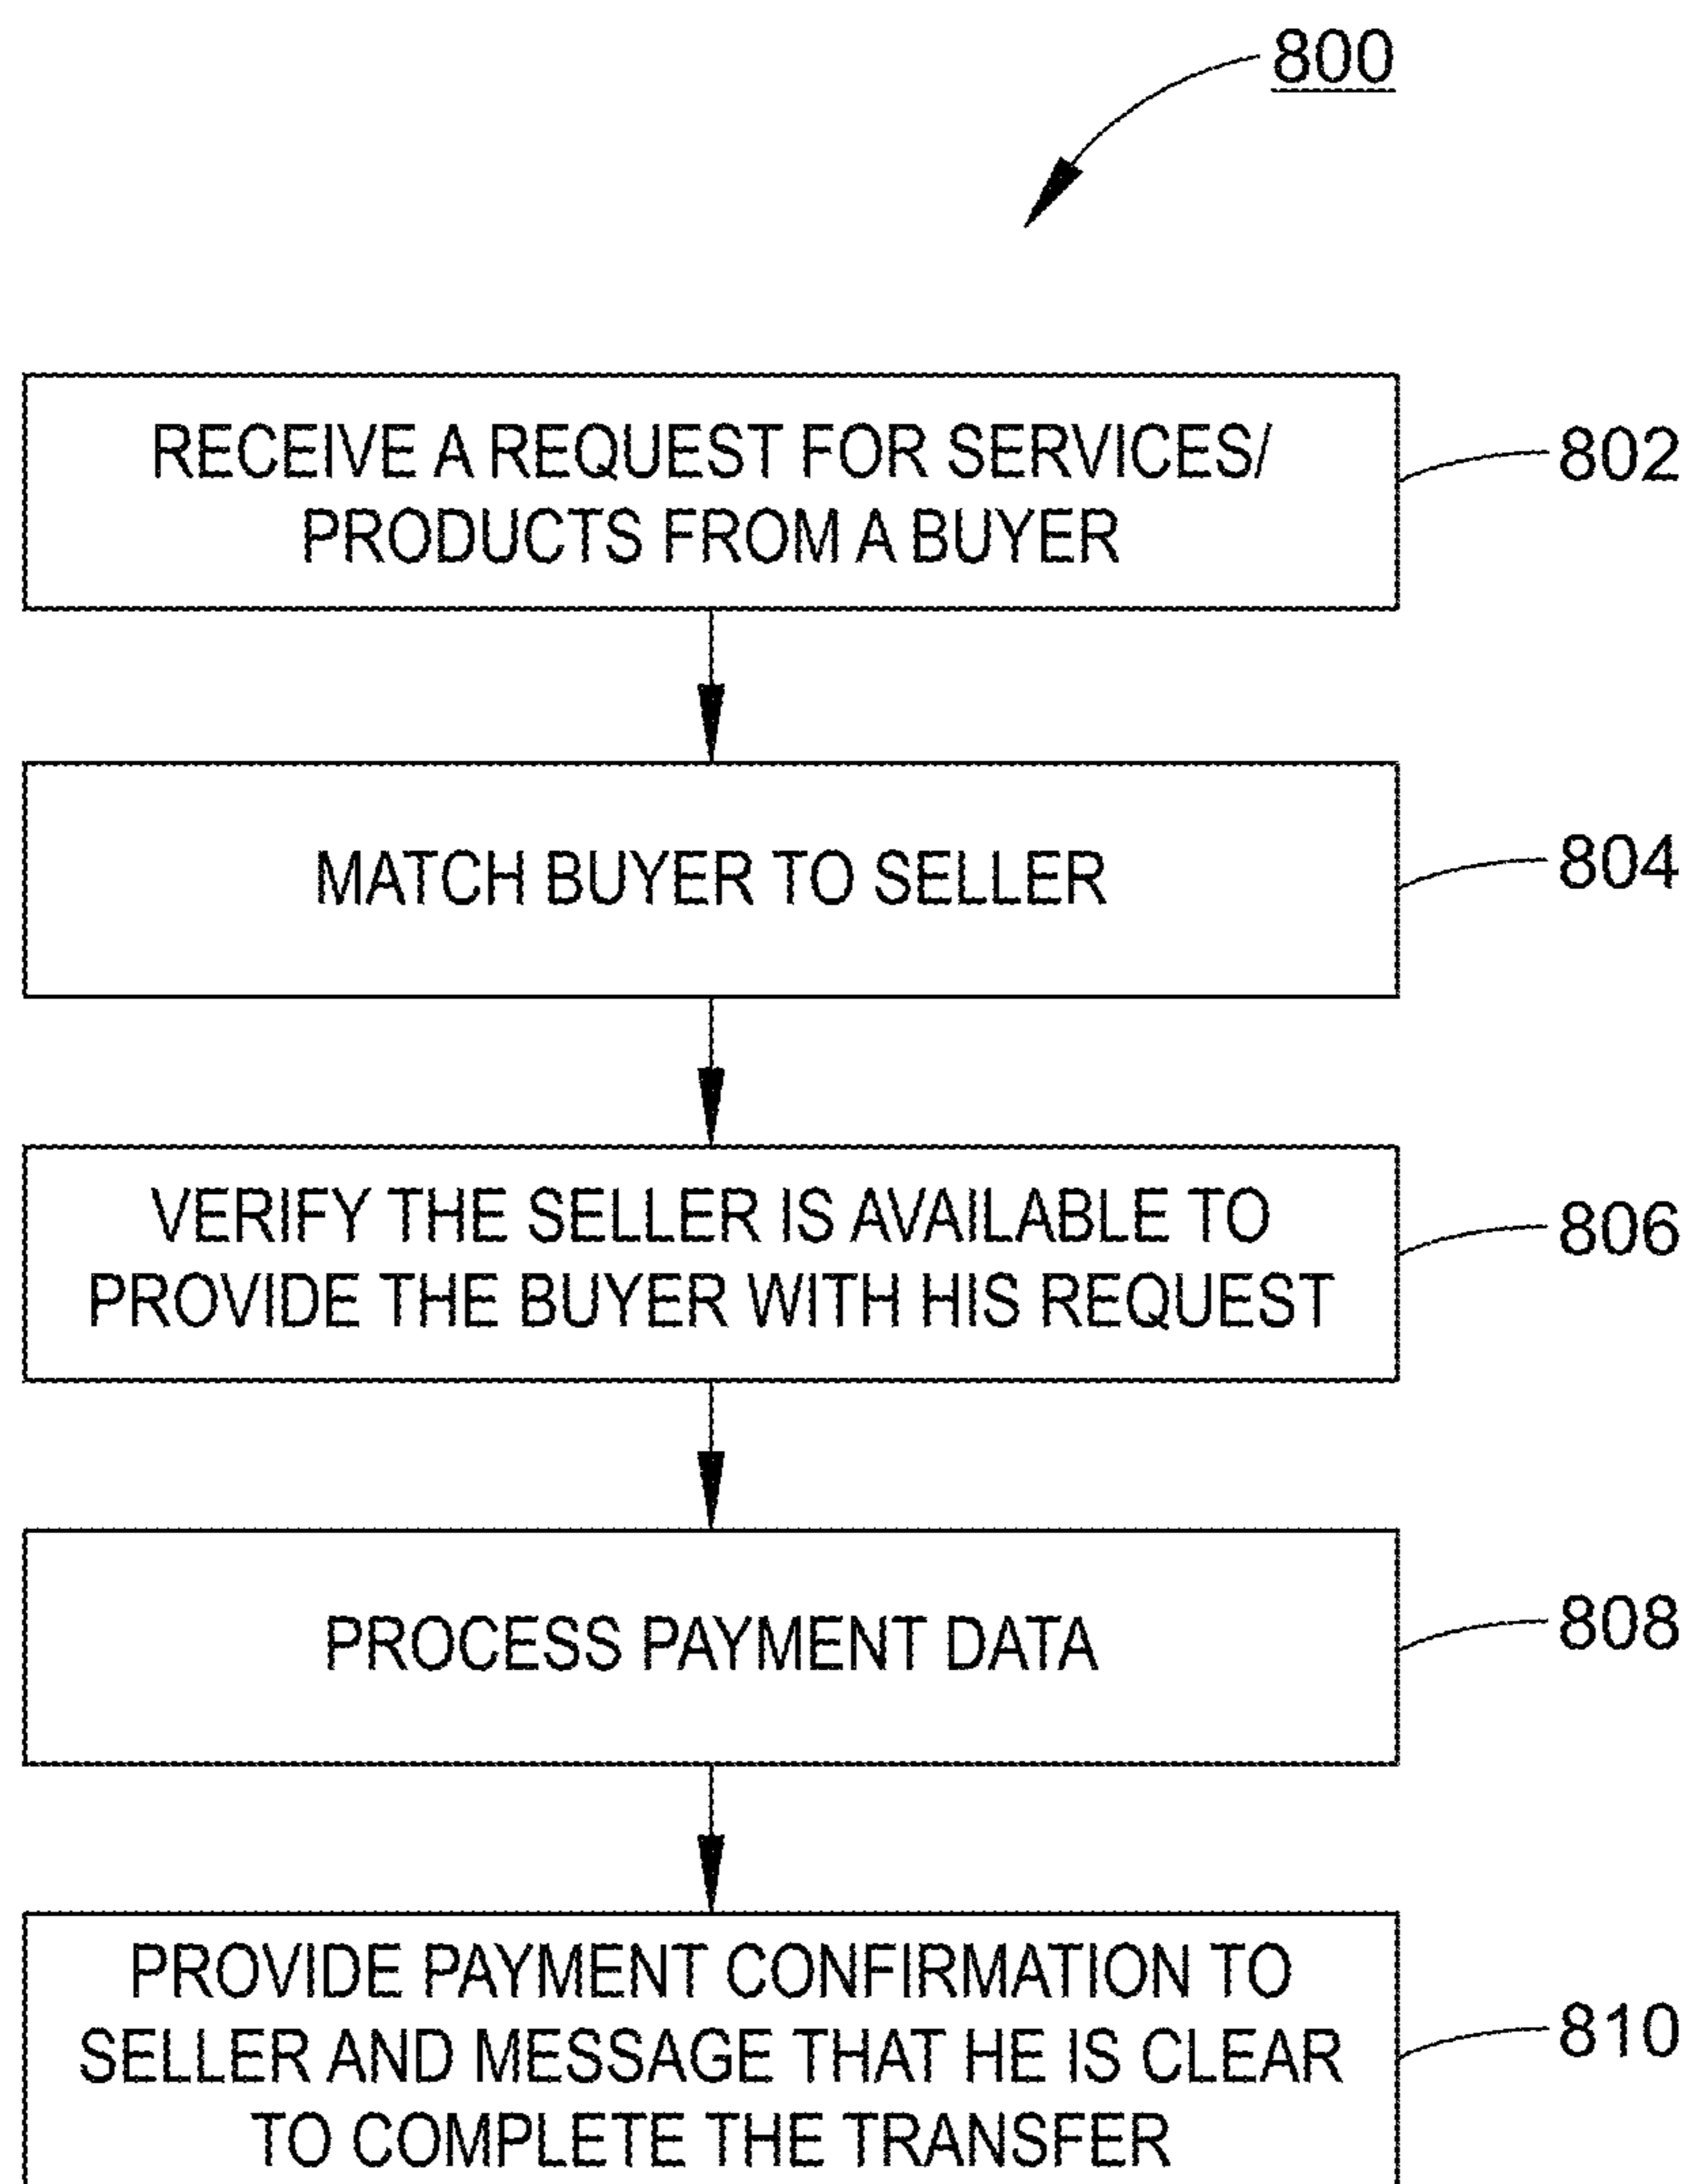 800
RECEIVE A REQUEST FOR SERVICES/
PRODUCTS FROM A BUYER
802
MATCH BUYER TO SELLER
804
VERIFY THE SELLER IS AVAILABLE TO
PROVIDE THE BUYER WITH HIS REQUEST
806
PROCESS PAYMENT DATA
808
PROVIDE PAYMENT CONFIRMATION TO
SELLER AND MESSAGE THAT HE IS CLEAR
TO COMPLETE THE TRANSFER
810